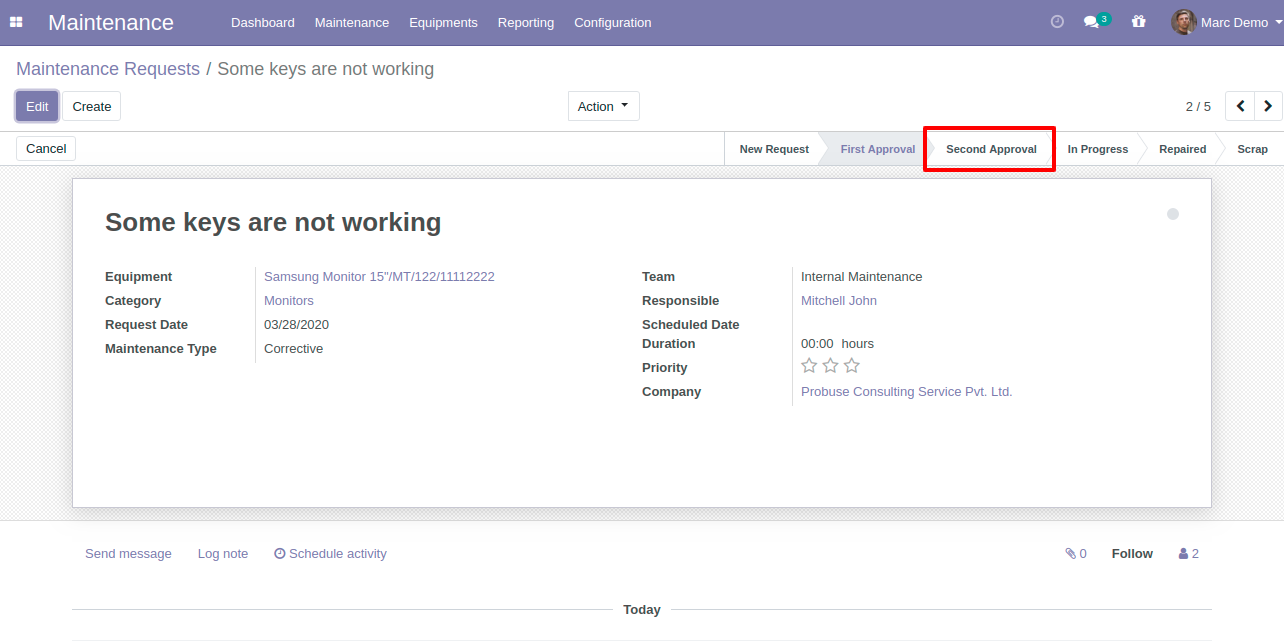 Maintenance Dashboard Maintenance Equipments Reporting Configuration 3 Marc Demo
Maintenance Requests / Some keys are not working
Edit Create Action 2 / 5
Cancel New Request First Approval Second Approval In Progress Repaired Scrap
Some keys are not working
Equipment Samsung Monitor 15"/MT/122/11112222
Category Monitors
Request Date 03/28/2020
Maintenance Type Corrective
Team Internal Maintenance
Responsible Mitchell John
Scheduled Date
Duration 00:00 hours
Priority
Company Probuse Consulting Service Pvt. Ltd.
Send message Log note Schedule activity 0 Follow 2
Today